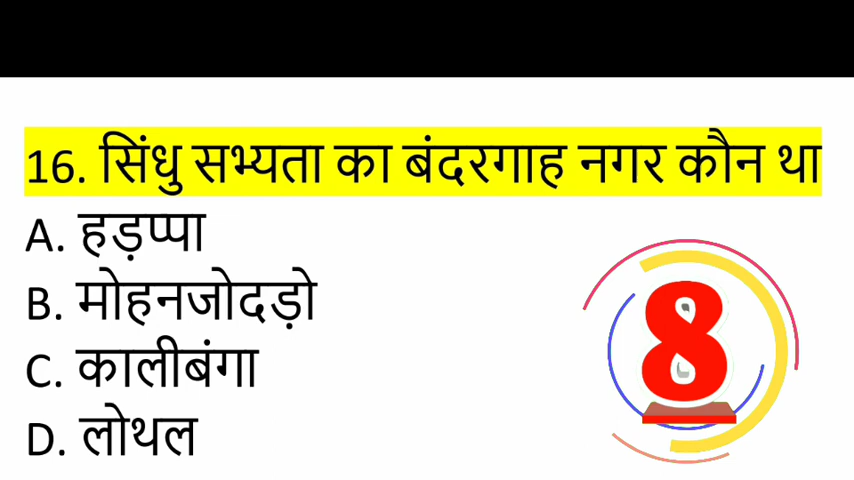 16. सिंधु सभ्यता का बंदरगाह नगर कौन था
A. हड़प्पा
B. मोहनजोदड़ो
C. कालीबंगा
D. लोथल
8